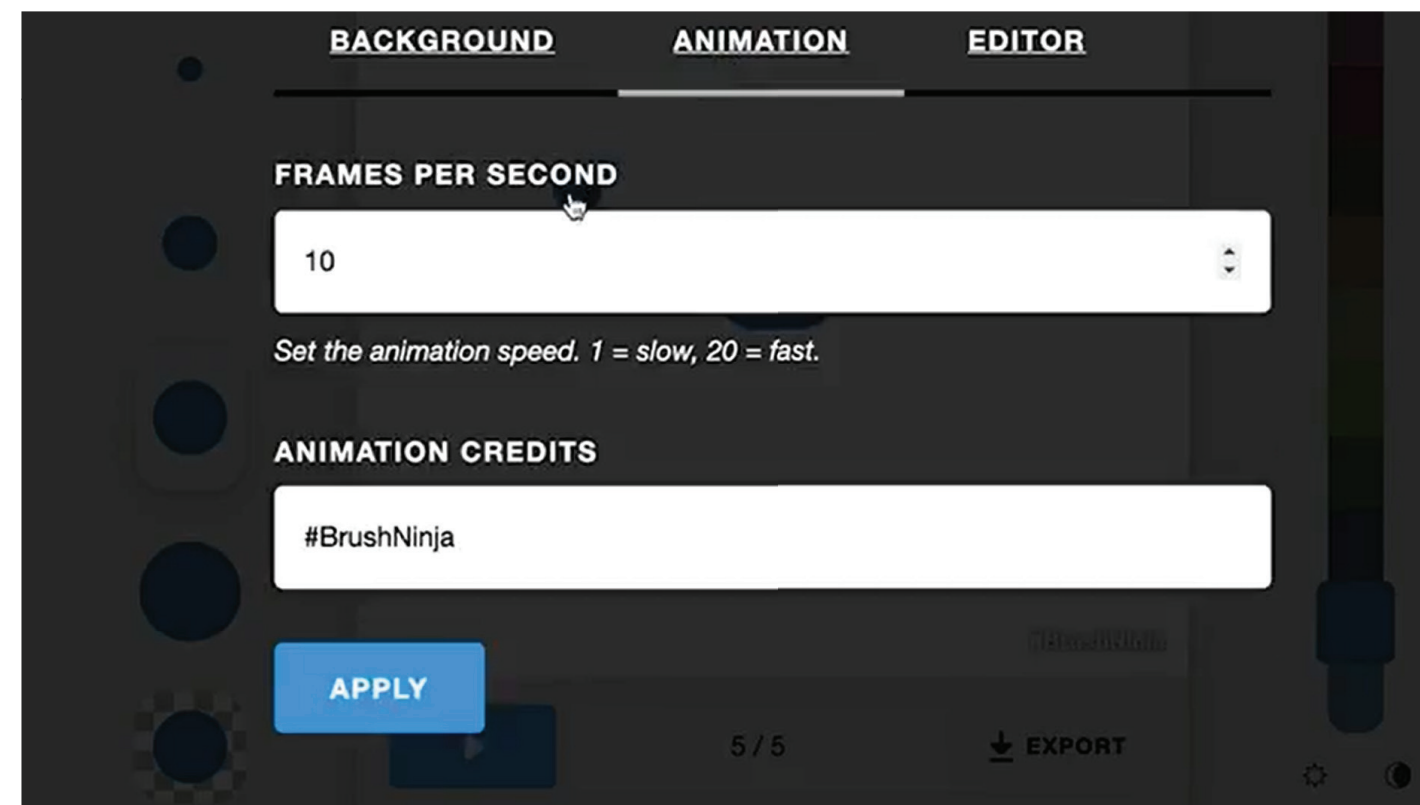 BACKGROUND ANIMATION EDITOR
FRAMES PER SECOND
10
Set the animation speed. 1 = slow, 20 = fast.
ANIMATION CREDITS
#BrushNinja
#BrushNinja
APPLY
5 / 5 EXPORT